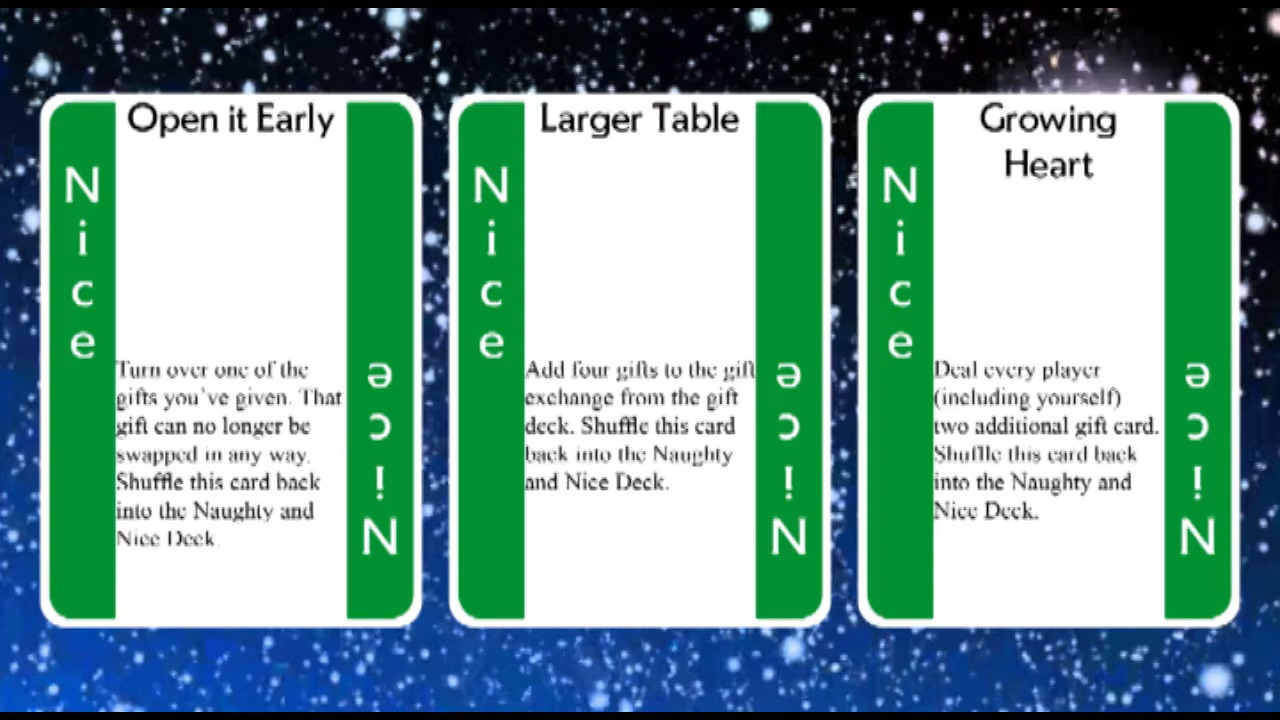 Open it Early
Nice
Turn over one of the
gifts you've given. That
gift can no longer be
swapped in any way.
Shuffle this card back
into the Naughty and
Nice Deck.
Nice
Larger Table
Nice
Add four gifts to the gift
exchange from the gift
deck. Shuffle this card
back into the Naughty
and Nice Deck.
Nice
Growing
Heart
Nice
Deal every player
(including yourself)
two additional gift card.
Shuffle this card back
into the Naughty and
Nice Deck.
Nice